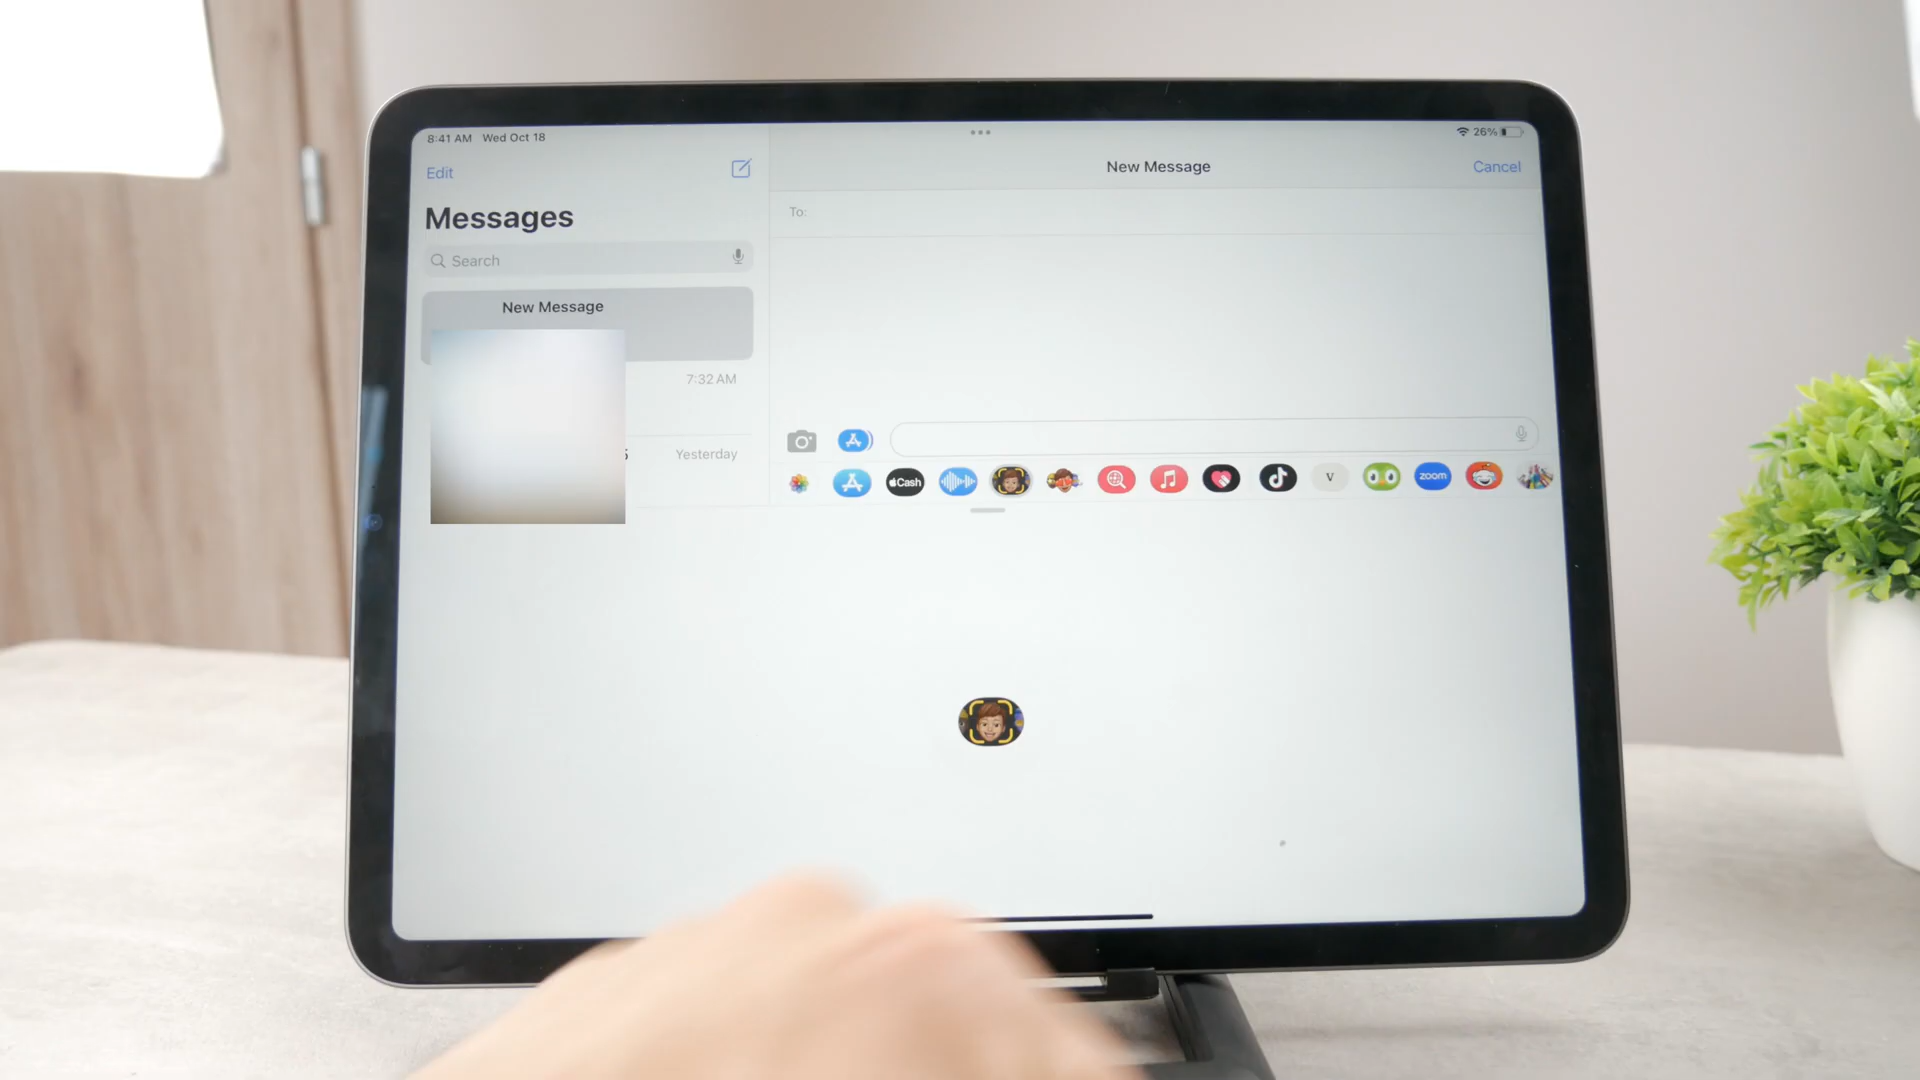 8:41 AM Wed Oct 18
26%
Edit
New Message
Cancel
Messages
To:
Search
New Message
7:32 AM
Yesterday
Cash
V
zoom